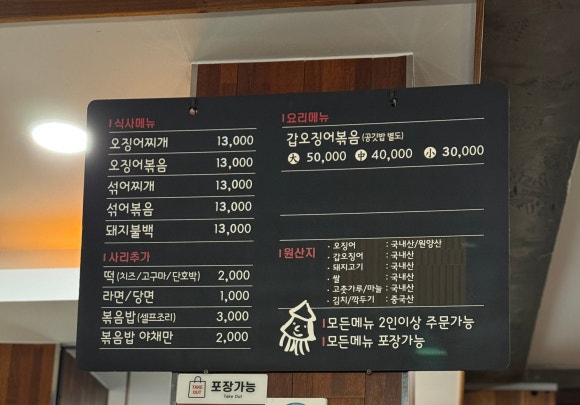 식사메뉴
오징어찌개 13,000
오징어볶음 13,000
섞어찌개 13,000
섞어볶음 13,000
돼지불백 13,000
사리추가
떡(치즈/고구마/단호박) 2,000
라면/당면 1,000
볶음밥(셀프조리) 3,000
볶음밥 야채만 2,000
요리메뉴
갑오징어볶음(공깃밥 별도)
大 50,000 中 40,000 小 30,000
원산지
· 오징어 : 국내산/원양산
· 갑오징어 : 국내산
· 돼지고기 : 국내산
· 쌀 : 국내산
· 고춧가루/마늘 : 국내산
· 김치/깍두기 : 중국산
모든메뉴 2인이상 주문가능
모든메뉴 포장가능
TAKE OUT
포장가능
Take Out